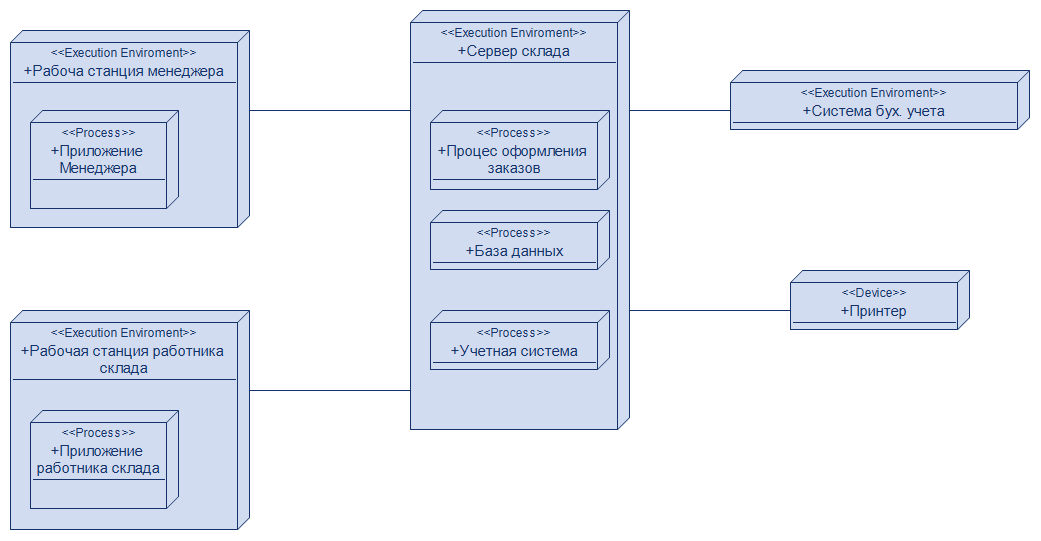 <<Execution Enviroment>>
+Рабоча станция менеджера
<<Process>>
+Приложение
Менеджера
<<Execution Enviroment>>
+Рабочая станция работника
склада
<<Process>>
+Приложение
работника склада
<<Execution Enviroment>>
+Сервер склада
<<Process>>
+Процес оформления
заказов
<<Process>>
+База данных
<<Process>>
+Учетная система
<<Execution Enviroment>>
+Система бух. учета
<<Device>>
+Принтер